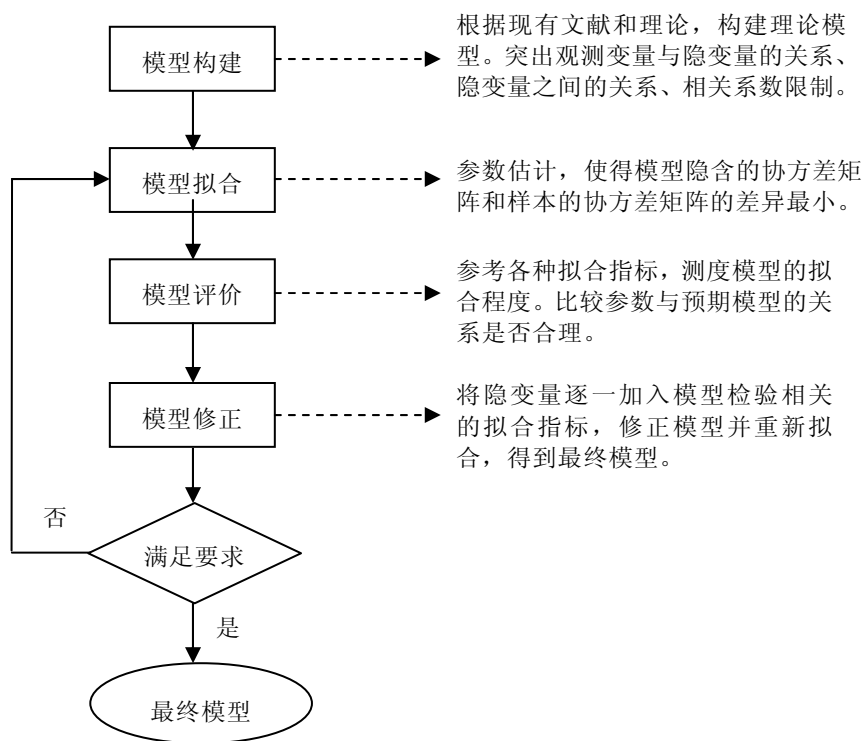 模型构建
根据现有文献和理论，构建理论模
型。突出观测变量与隐变量的关系、
隐变量之间的关系、相关系数限制。
模型拟合
参数估计，使得模型隐含的协方差矩
阵和样本的协方差矩阵的差异最小。
模型评价
参考各种拟合指标，测度模型的拟
合程度。比较参数与预期模型的关
系是否合理。
模型修正
将隐变量逐一加入模型检验相关
的拟合指标，修正模型并重新拟
合，得到最终模型。
否
满足要求
是
最终模型